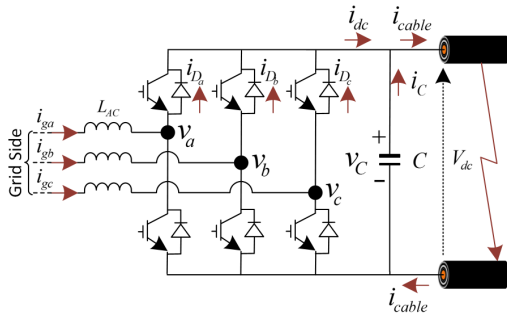 i_dc
i_cable
i_Da
i_Db
i_Dc
i_C
L_AC
i_ga
v_a
Grid Side
i_gb
v_b
v_C
+
-
C
V_dc
i_gc
v_c
i_cable